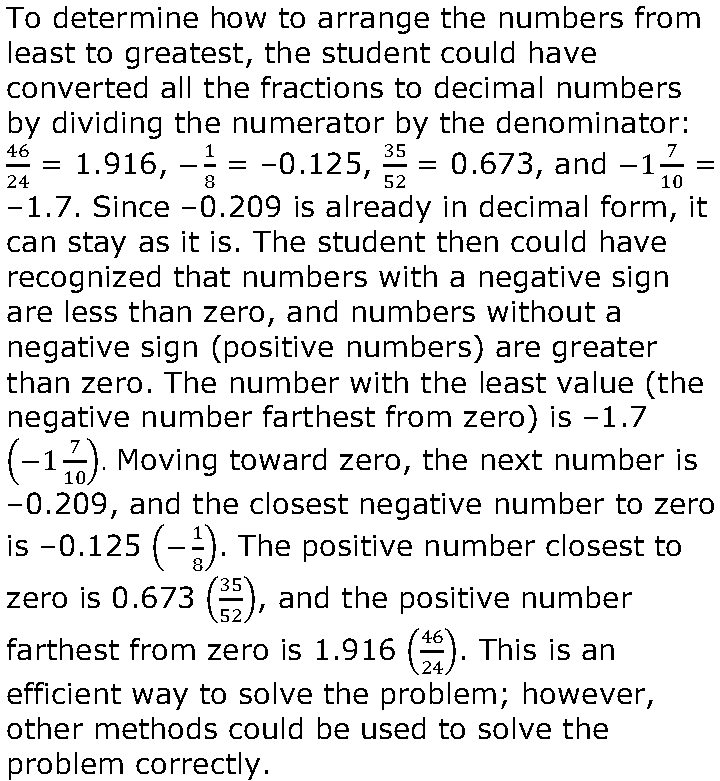 To determine how to arrange the numbers from
least to greatest, the student could have
converted all the fractions to decimal numbers
by dividing the numerator by the denominator:
46/24 = 1.916, −1/8 = −0.125, 35/52 = 0.673, and −1 7/10 =
−1.7. Since −0.209 is already in decimal form, it
can stay as it is. The student then could have
recognized that numbers with a negative sign
are less than zero, and numbers without a
negative sign (positive numbers) are greater
than zero. The number with the least value (the
negative number farthest from zero) is −1.7
(−1 7/10). Moving toward zero, the next number is
−0.209, and the closest negative number to zero
is −0.125 (−1/8). The positive number closest to
zero is 0.673 (35/52), and the positive number
farthest from zero is 1.916 (46/24). This is an
efficient way to solve the problem; however,
other methods could be used to solve the
problem correctly.